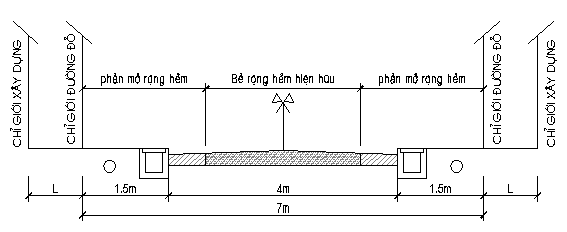 phần mở rộng hẻm Bề rộng hẻm hiện hữu phần mở rộng hẻm
CHỈ GIỚI XÂY DỰNG
CHỈ GIỚI ĐƯỜNG ĐỎ
CHỈ GIỚI ĐƯỜNG ĐỎ
CHỈ GIỚI XÂY DỰNG
L 1.5m 4m 1.5m L
7m